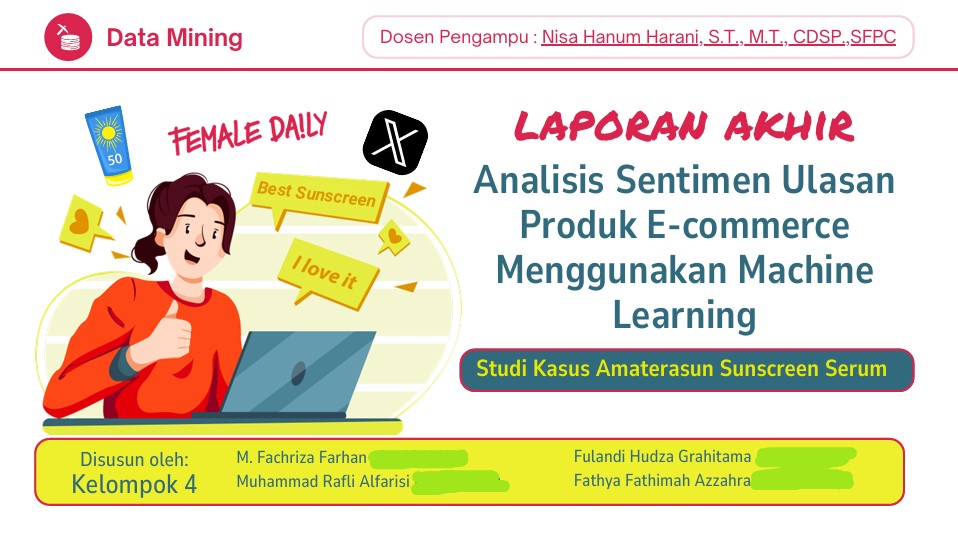 Data Mining
Dosen Pengampu : Nisa Hanum Harani, S.T., M.T., CDSP.,SFPC
50
FEMALE DAILY
X
Best Sunscreen
I love it
LAPORAN AKHIR
Analisis Sentimen Ulasan
Produk E-commerce
Menggunakan Machine
Learning
Studi Kasus Amaterasun Sunscreen Serum
Disusun oleh:
Kelompok 4
M. Fachriza Farhan
Muhammad Rafli Alfarisi
Fulandi Hudza Grahitama
Fathya Fathimah Azzahra